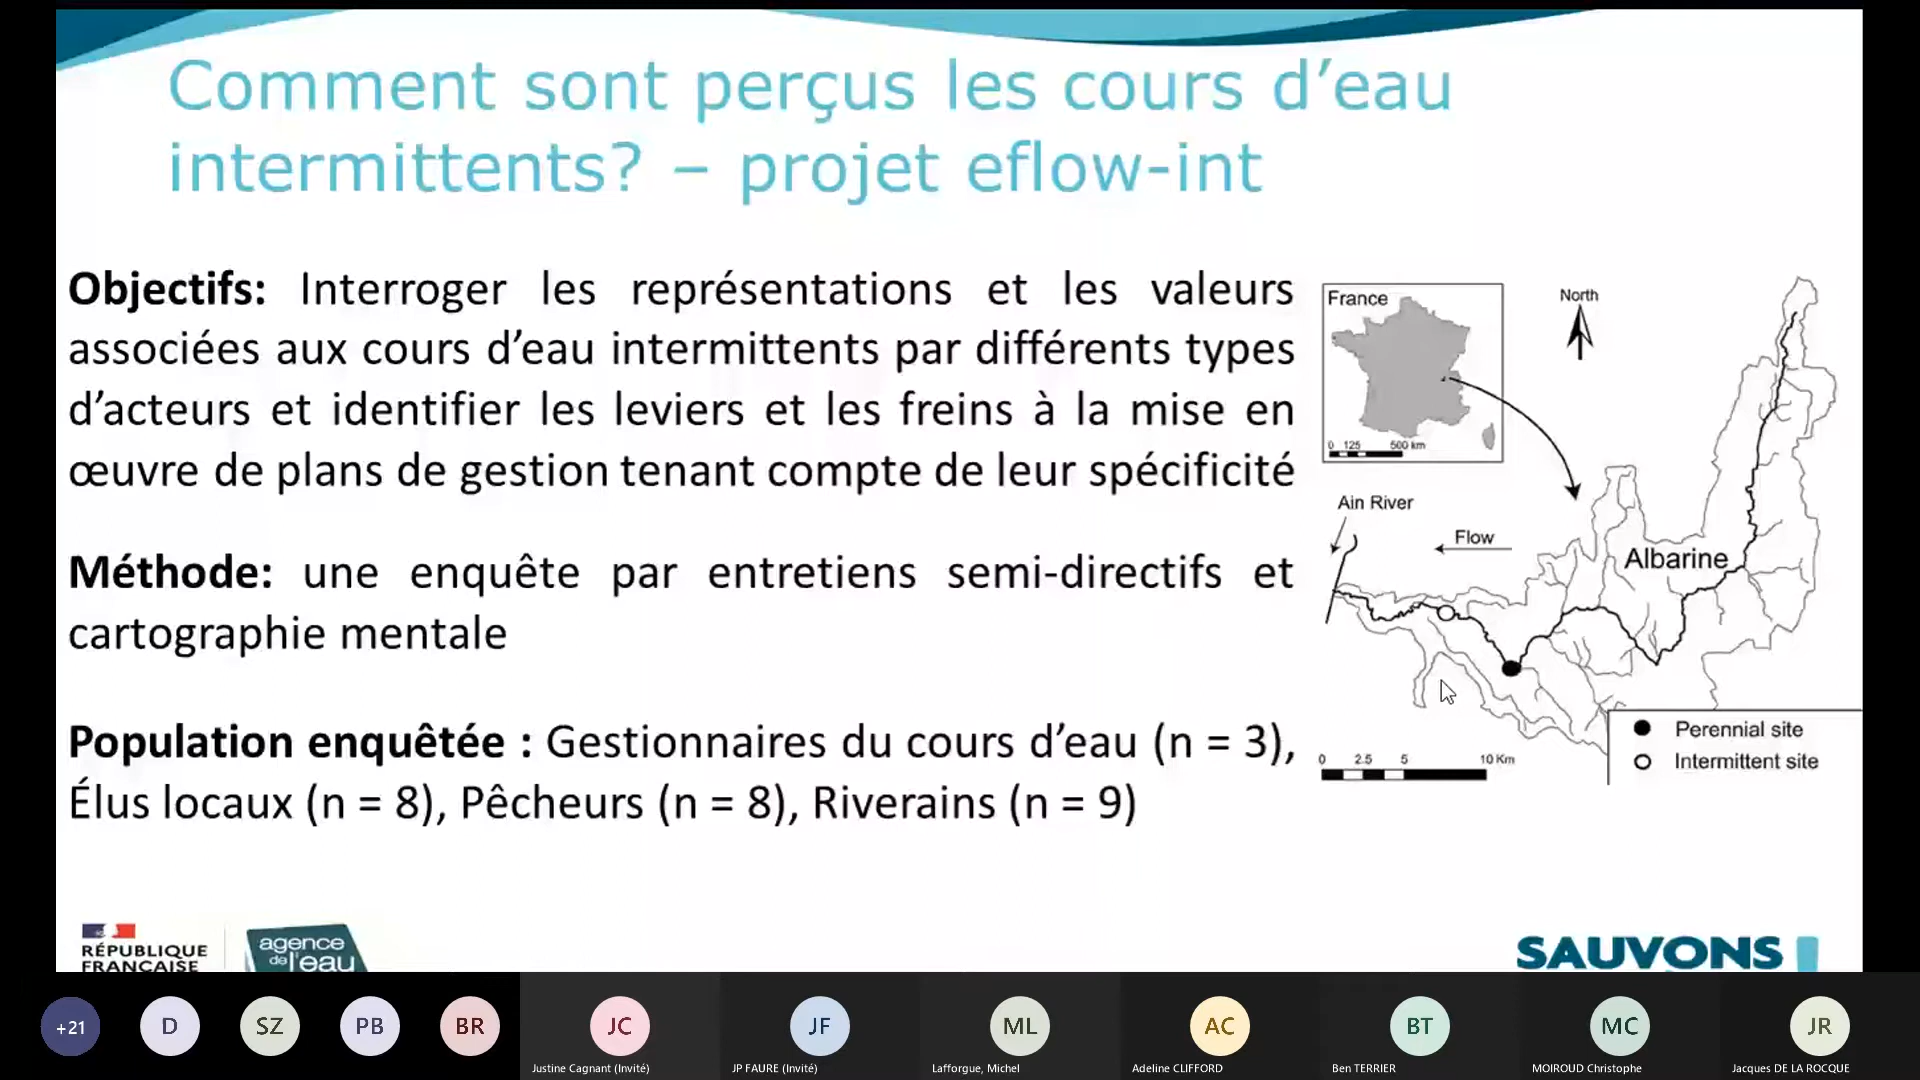 Comment sont perçus les cours d’eau
intermittents? – projet eflow-int
Objectifs: Interroger les représentations et les valeurs
associées aux cours d’eau intermittents par différents types
d’acteurs et identifier les leviers et les freins à la mise en
œuvre de plans de gestion tenant compte de leur spécificité
Méthode: une enquête par entretiens semi-directifs et
cartographie mentale
Population enquêtée : Gestionnaires du cours d’eau (n = 3),
Élus locaux (n = 8), Pêcheurs (n = 8), Riverains (n = 9)
France
0 125 500 km
North
Ain River
Flow
Albarine
0 2.5 5 10 Km
Perennial site
Intermittent site
RÉPUBLIQUE
FRANÇAISE
agence
de l'eau
SAUVONS
+21
D
SZ
PB
BR
JC
JF
ML
AC
BT
MC
JR
Justine Cagnant (Invité)
JP FAURE (Invité)
Lafforgue, Michel
Adeline CLIFFORD
Ben TERRIER
MOIROUD Christophe
Jacques DE LA ROCQUE